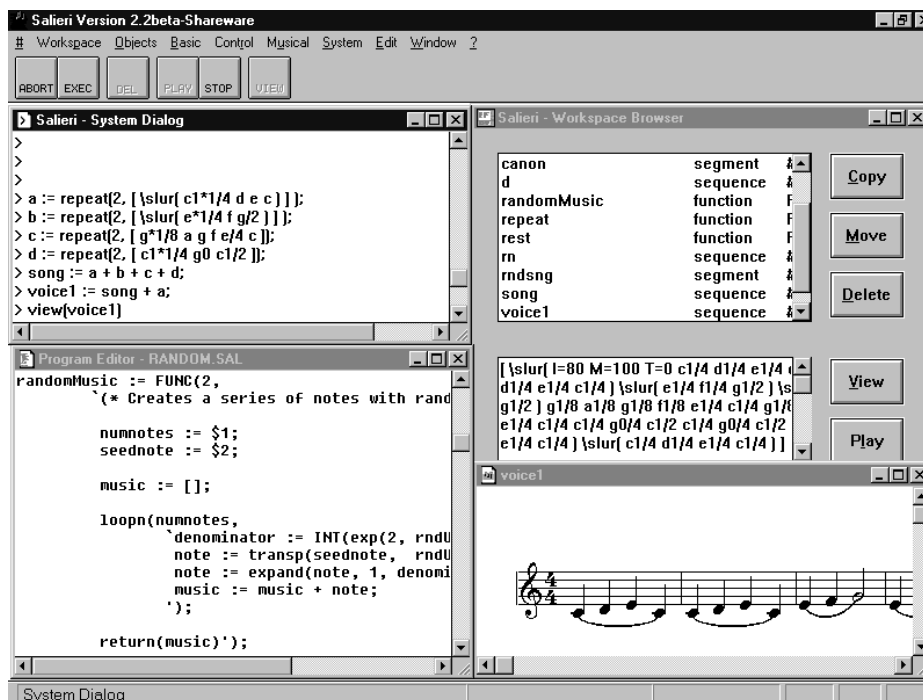 Salieri Version 2.2beta-Shareware
# Workspace Objects Basic Control Musical System Edit Window ?
ABORT EXEC DEL PLAY STOP VIEW
Salieri - System Dialog
>
>
>
> a := repeat(2, [ \slur( c1*1/4 d e c ) ] );
> b := repeat(2, [ \slur( e*1/4 f g/2 ) ] );
> c := repeat(2, [ g*1/8 a g f e/4 c ]);
> d := repeat(2, [ c1*1/4 g0 c1/2 ]);
> song := a + b + c + d;
> voice1 := song + a;
> view(voice1)
Program Editor - RANDOM.SAL
randomMusic := FUNC(2,
`(* Creates a series of notes with rand
numnotes := $1;
seednote := $2;
music := [];
loopn(numnotes,
`denominator := INT(exp(2, rndU
note := transp(seednote, rndU
note := expand(note, 1, denomi
music := music + note;
');
return(music)');
Salieri - Workspace Browser
canon segment
d sequence
randomMusic function F
repeat function F
rest function F
rn sequence
rndsng segment
song sequence
voice1 sequence
Copy
Move
Delete
[ \slur( I=80 M=100 T=0 c1/4 d1/4 e1/4
d1/4 e1/4 c1/4 ) \slur( e1/4 f1/4 g1/2 ) \s
g1/2 ) g1/8 a1/8 g1/8 f1/8 e1/4 c1/4 g1/8
e1/4 c1/4 c1/4 g0/4 c1/2 c1/4 g0/4 c1/2
e1/4 c1/4 ) \slur( c1/4 d1/4 e1/4 c1/4 ) ]
View
Play
voice1
4
4
System Dialog